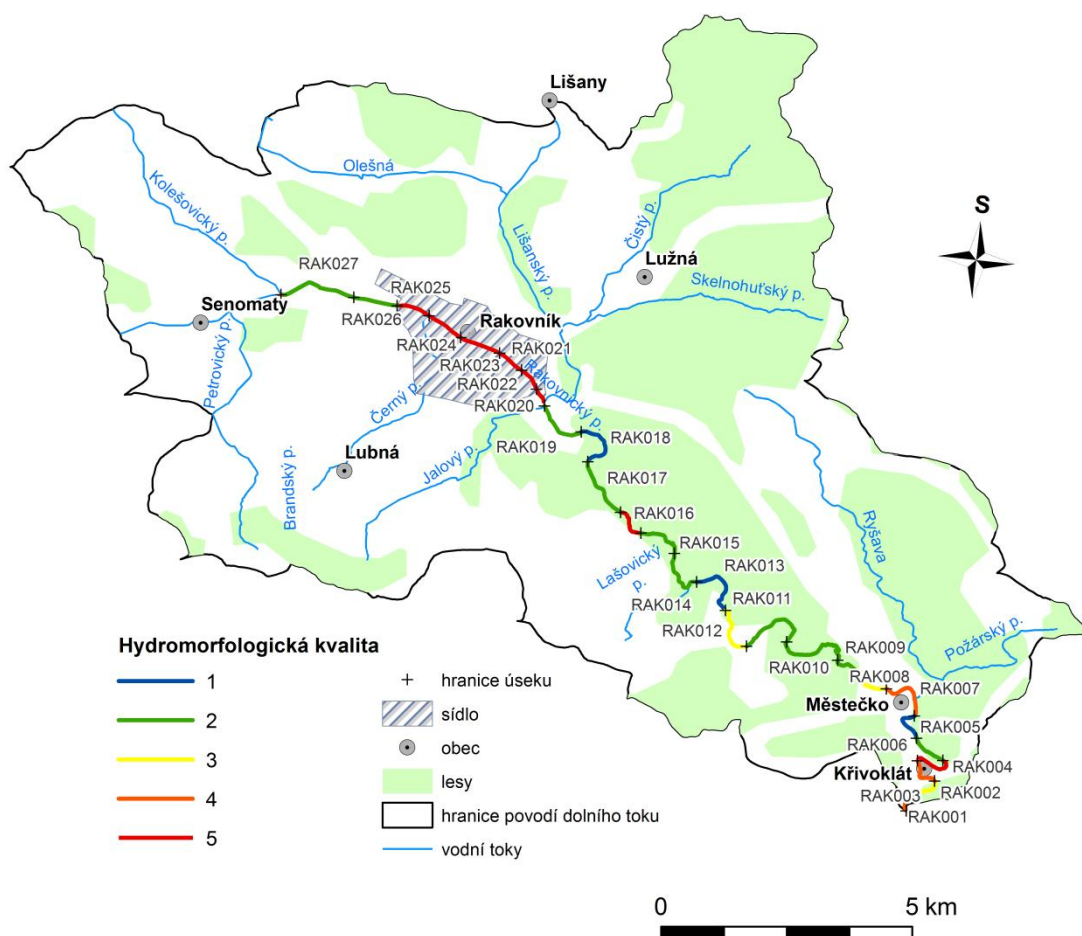 Lišany
Olešná
Kolešovický p.
Lišanský p.
Čistý p.
S
Lužná
Skelnohuťský p.
RAK027
RAK025
Senomaty
RAK026
Rakovník
RAK024
RAK021
RAK023
Petrovický p.
RAK022
Rakovnický p.
Černý p.
RAK020
RAK018
RAK019
Lubná
Jalový p.
RAK017
Brandský p.
RAK016
Ryšava
RAK015
Lašovický
p.
RAK013
RAK014
RAK011
RAK012
Požárský p.
RAK009
RAK010
RAK008
RAK007
Městečko
RAK005
RAK006
RAK004
Křivoklát
RAK003
RAK002
RAK001
Hydromorfologická kvalita
1
2
3
4
5
hranice úseku
sídlo
obec
lesy
hranice povodí dolního toku
vodní toky
0
5 km